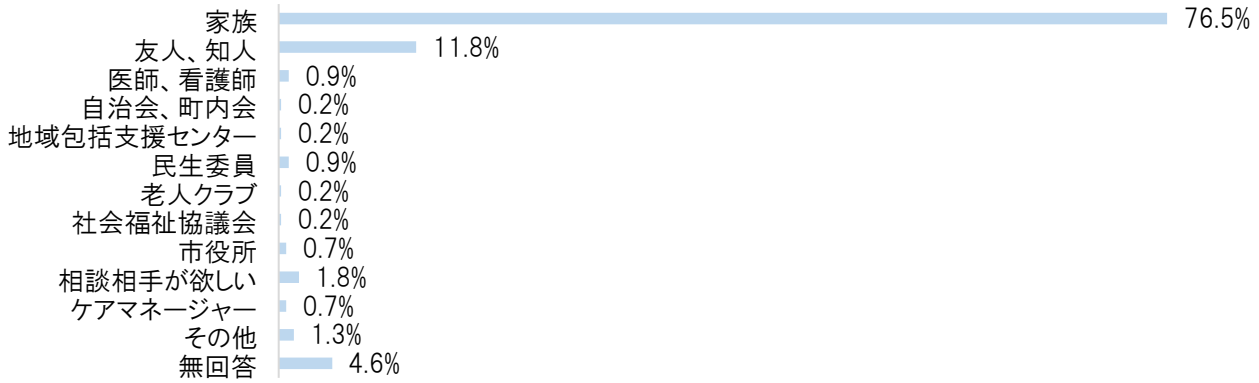 家族 76.5%
友人、知人 11.8%
医師、看護師 0.9%
自治会、町内会 0.2%
地域包括支援センター 0.2%
民生委員 0.9%
老人クラブ 0.2%
社会福祉協議会 0.2%
市役所 0.7%
相談相手が欲しい 1.8%
ケアマネージャー 0.7%
その他 1.3%
無回答 4.6%